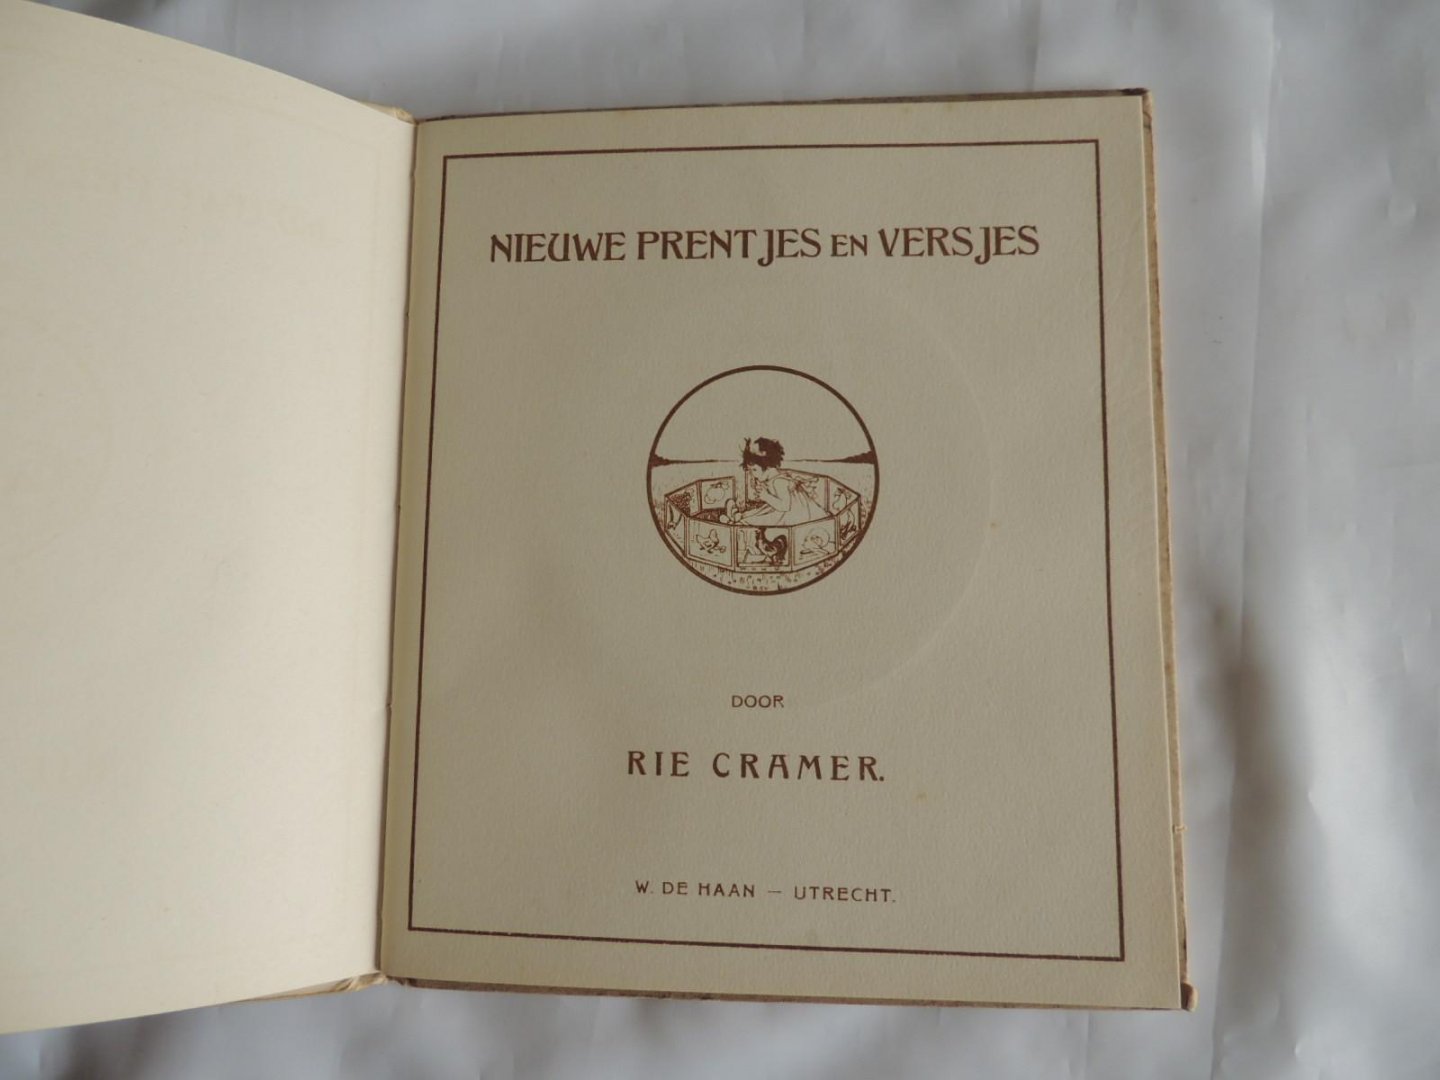 NIEUWE PRENTJES EN VERSJES
DOOR
RIE CRAMER.
W. DE HAAN — UTRECHT.